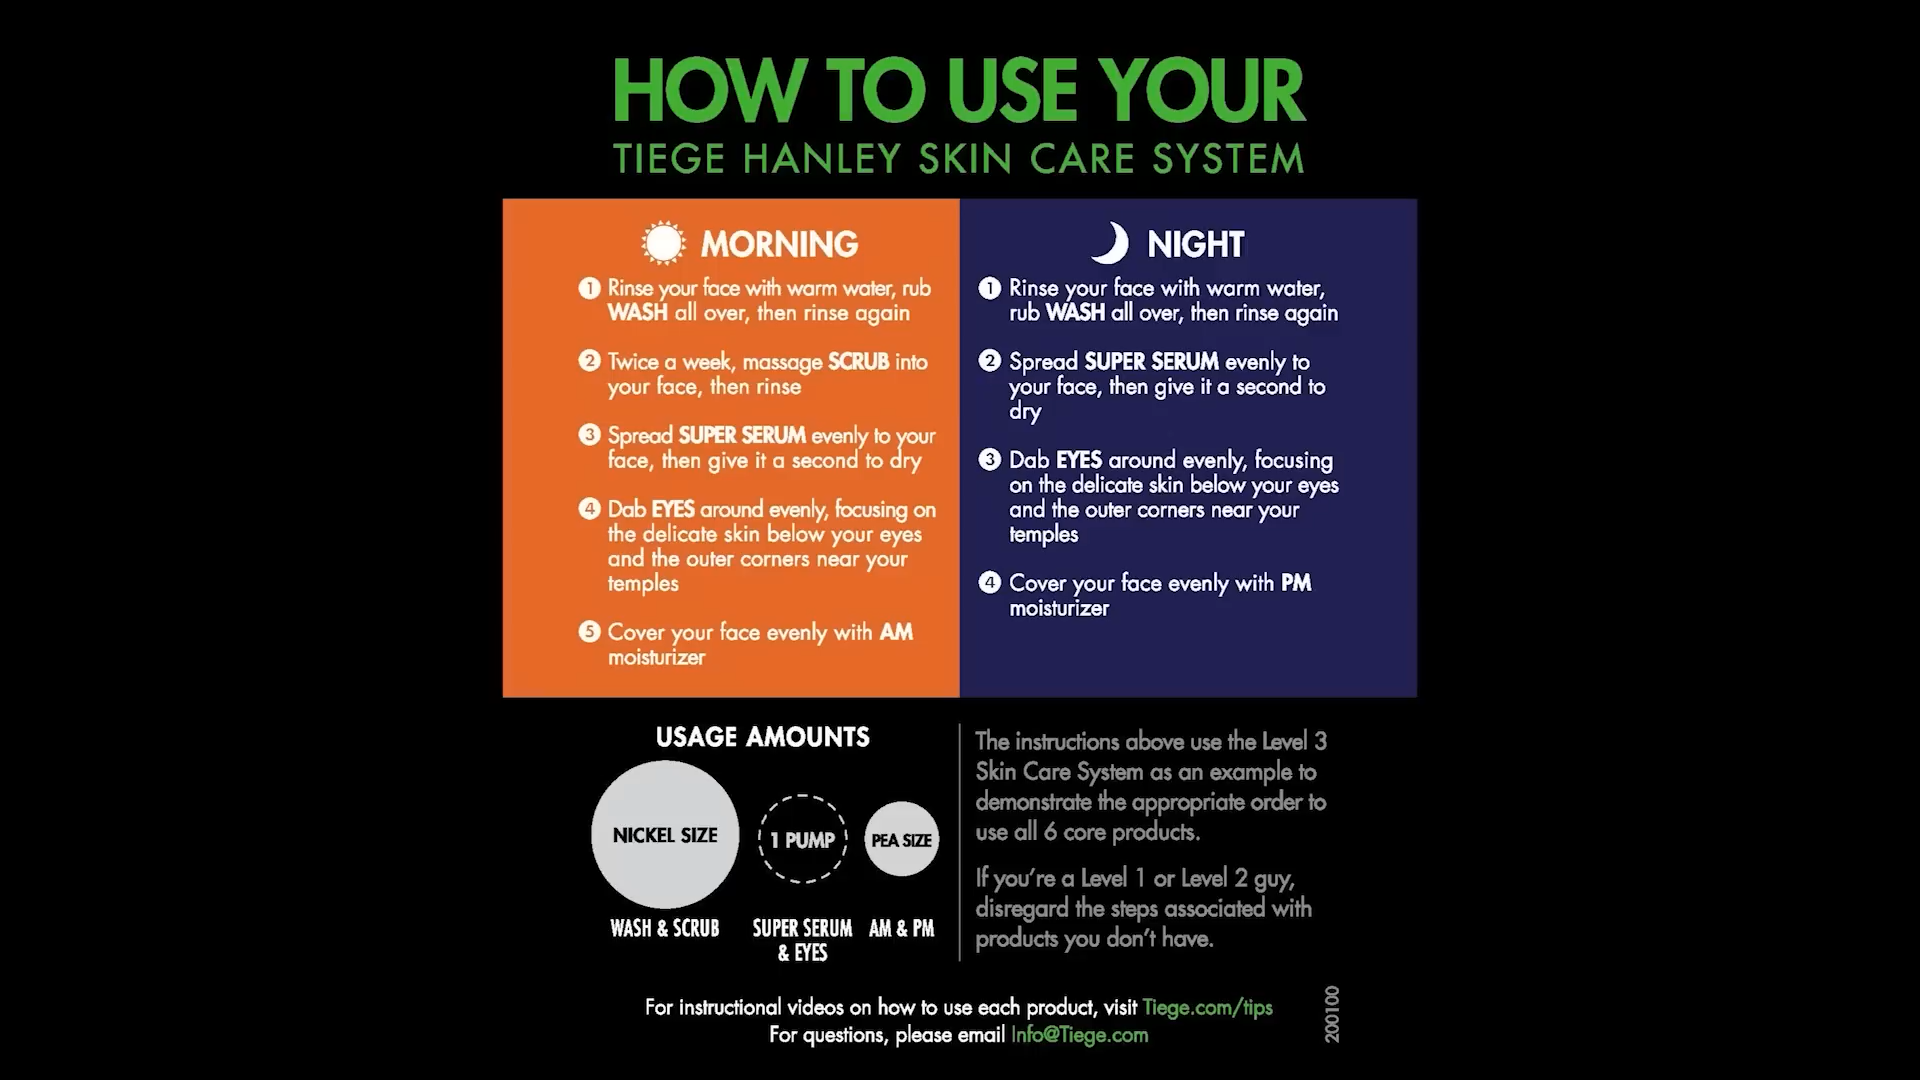 HOW TO USE YOUR
TIEGE HANLEY SKIN CARE SYSTEM
MORNING
1 Rinse your face with warm water, rub
WASH all over, then rinse again
2 Twice a week, massage SCRUB into
your face, then rinse
3 Spread SUPER SERUM evenly to your
face, then give it a second to dry
4 Dab EYES around evenly, focusing on
the delicate skin below your eyes
and the outer corners near your
temples
5 Cover your face evenly with AM
moisturizer
NIGHT
1 Rinse your face with warm water,
rub WASH all over, then rinse again
2 Spread SUPER SERUM evenly to
your face, then give it a second to
dry
3 Dab EYES around evenly, focusing
on the delicate skin below your eyes
and the outer corners near your
temples
4 Cover your face evenly with PM
moisturizer
USAGE AMOUNTS
NICKEL SIZE
WASH & SCRUB
1 PUMP
SUPER SERUM
& EYES
PEA SIZE
AM & PM
The instructions above use the Level 3
Skin Care System as an example to
demonstrate the appropriate order to
use all 6 core products.
If you're a Level 1 or Level 2 guy,
disregard the steps associated with
products you don't have.
For instructional videos on how to use each product, visit Tiege.com/tips
For questions, please email Info@Tiege.com
200100